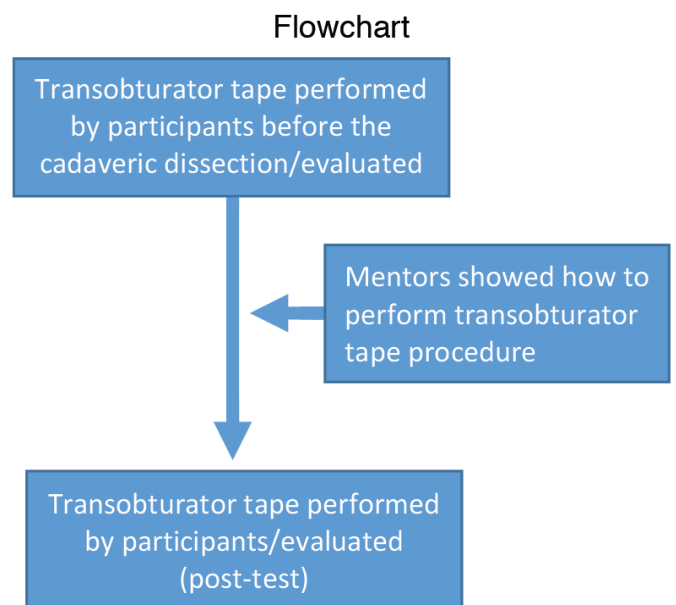 Flowchart
Transobturator tape performed
by participants before the
cadaveric dissection/evaluated
Mentors showed how to
perform transobturator
tape procedure
Transobturator tape performed
by participants/evaluated
(post-test)